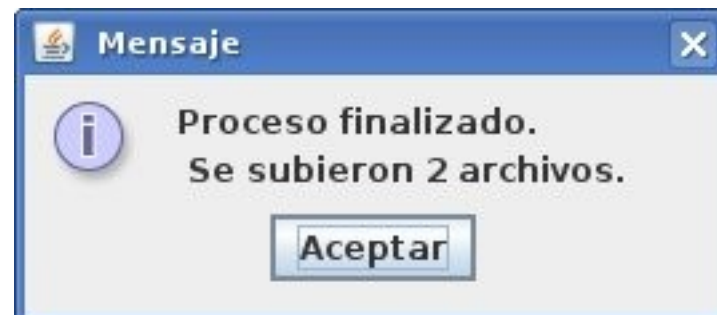 Mensaje
Proceso finalizado.
Se subieron 2 archivos.
Aceptar